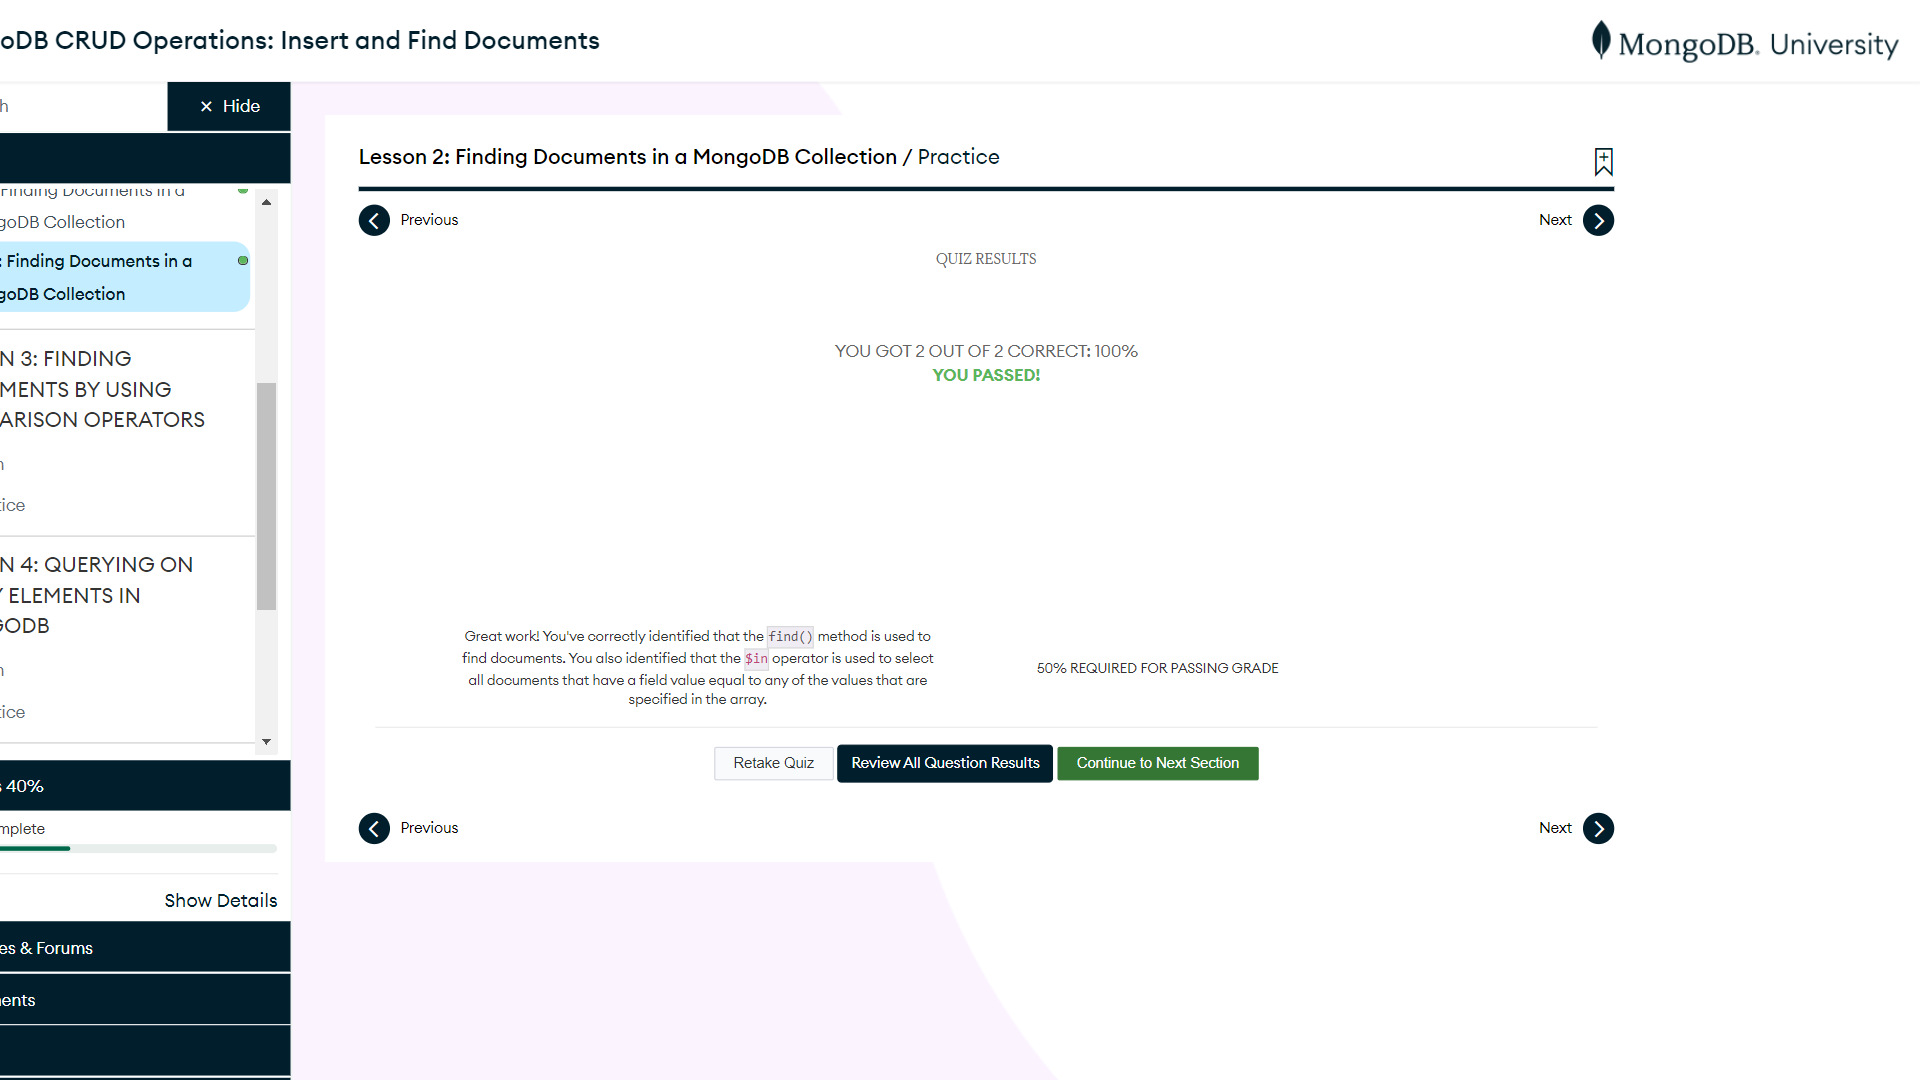 oDB CRUD Operations: Insert and Find Documents
MongoDB. University
h
× Hide
Finding Documents in a
goDB Collection
: Finding Documents in a
goDB Collection
N 3: FINDING
MENTS BY USING
ARISON OPERATORS
n
tice
N 4: QUERYING ON
Y ELEMENTS IN
GODB
n
tice
s 40%
mplete
Show Details
es & Forums
nents
Lesson 2: Finding Documents in a MongoDB Collection / Practice
Previous
Next
QUIZ RESULTS
YOU GOT 2 OUT OF 2 CORRECT: 100%
YOU PASSED!
Great work! You've correctly identified that the find() method is used to
find documents. You also identified that the $in operator is used to select
all documents that have a field value equal to any of the values that are
specified in the array.
50% REQUIRED FOR PASSING GRADE
Retake Quiz
Review All Question Results
Continue to Next Section
Previous
Next